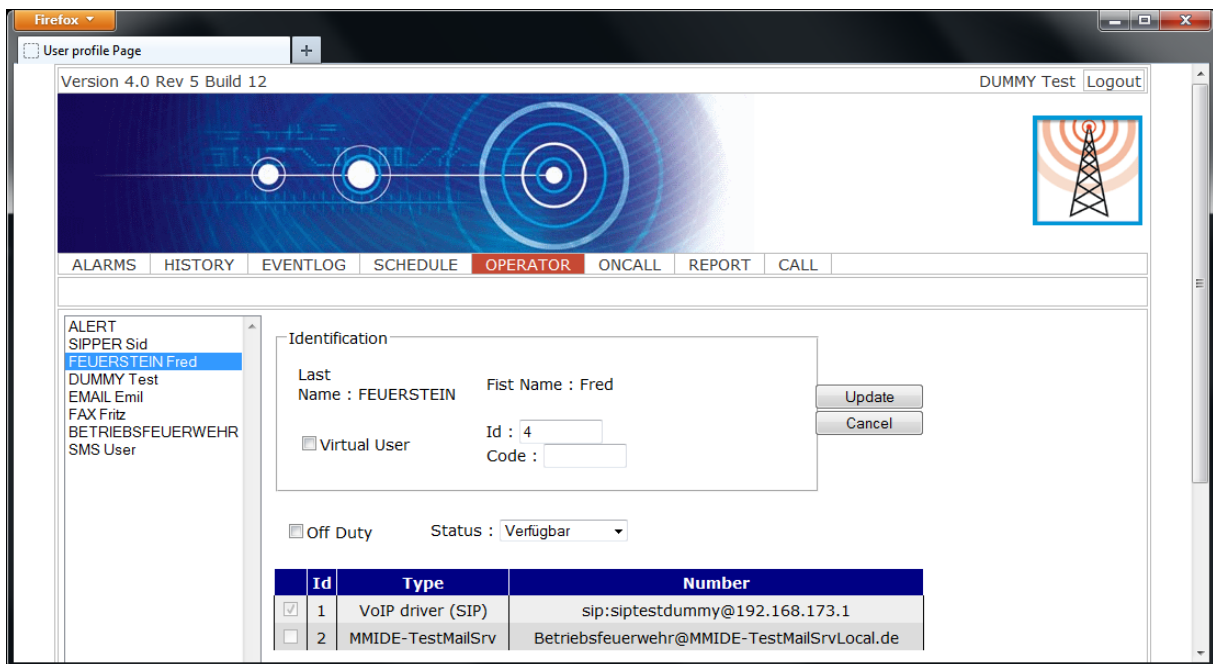 Firefox
User profile Page
Version 4.0 Rev 5 Build 12
DUMMY Test Logout
ALARMS HISTORY EVENTLOG SCHEDULE OPERATOR ONCALL REPORT CALL
ALERT
SIPPER Sid
FEUERSTEIN Fred
DUMMY Test
EMAIL Emil
FAX Fritz
BETRIEBSFEUERWEHR
SMS User
Identification
Last
Name : FEUERSTEIN
Fist Name : Fred
Virtual User
Id : 4
Code :
Update
Cancel
Off Duty
Status : Verfügbar
Id Type Number
1 VoIP driver (SIP) sip:siptestdummy@192.168.173.1
2 MMIDE-TestMailSrv Betriebsfeuerwehr@MMIDE-TestMailSrvLocal.de